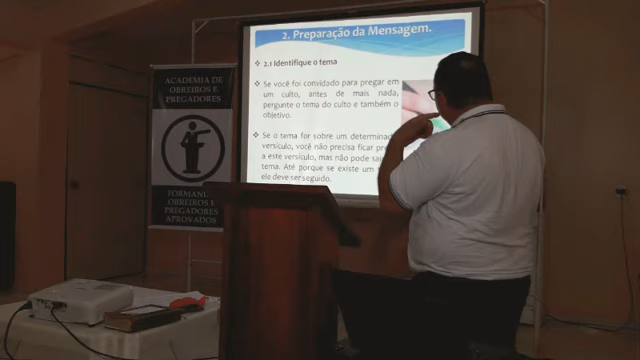 2. Preparação da Mensagem.
2.1 Identifique o tema
Se você foi convidado para pregar em
um culto, antes de mais nada,
pergunte o tema do culto e também o
objetivo.
Se o tema for sobre um determinado
versículo, você não precisa ficar
a este versículo, mas não pode
tema. Até porque se existe um
ele deve ser seguido.
ACADEMIA DE
OBREIROS E
PREGADORES
OBREIROS E
PREGADORES
APROVADOS